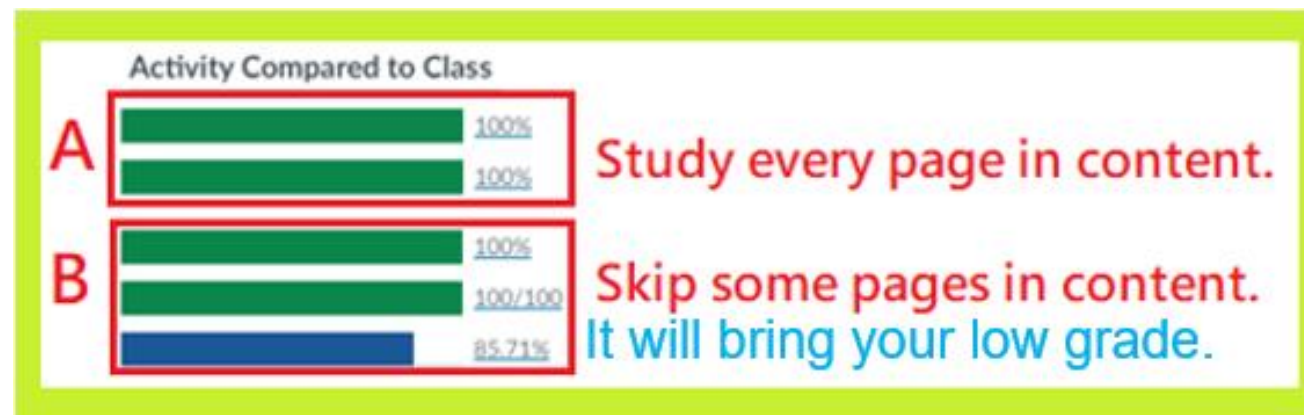 Activity Compared to Class
A
100%
100%
Study every page in content.
B
100%
100/100
85.71%
Skip some pages in content.
It will bring your low grade.